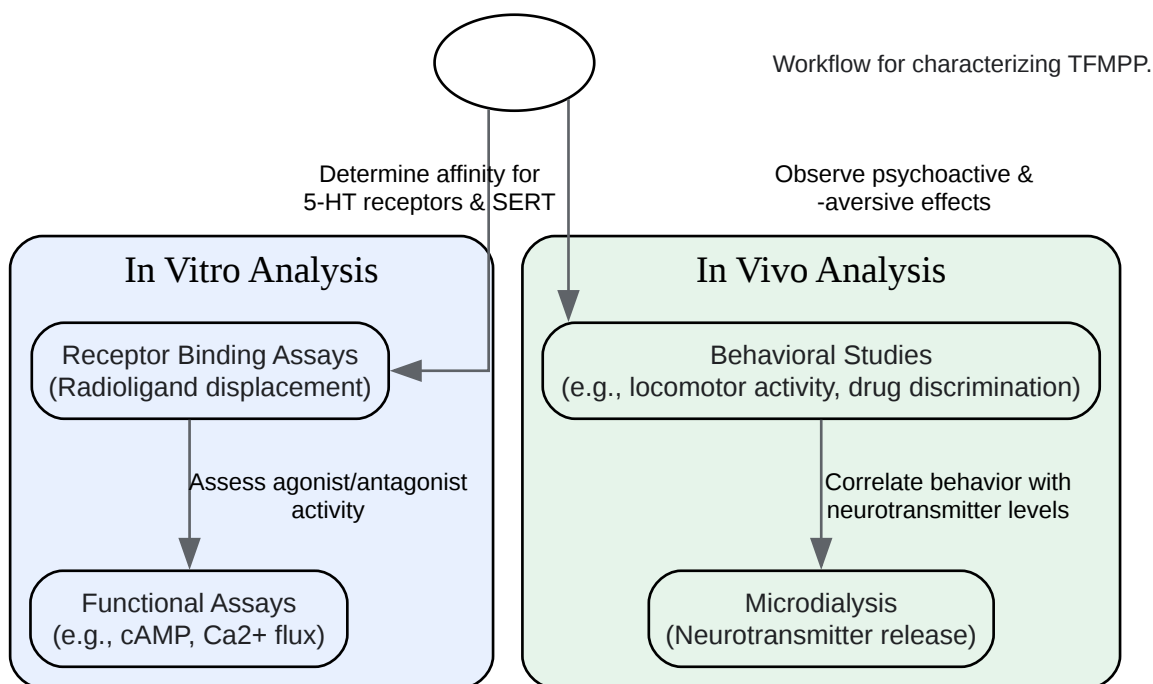 Workflow for characterizing TFMPP.
Determine affinity for
5-HT receptors & SERT
Observe psychoactive &
-aversive effects
In Vitro Analysis
Receptor Binding Assays
(Radioligand displacement)
Assess agonist/antagonist
activity
Functional Assays
(e.g., cAMP, Ca2+ flux)
In Vivo Analysis
Behavioral Studies
(e.g., locomotor activity, drug discrimination)
Correlate behavior with
neurotransmitter levels
Microdialysis
(Neurotransmitter release)